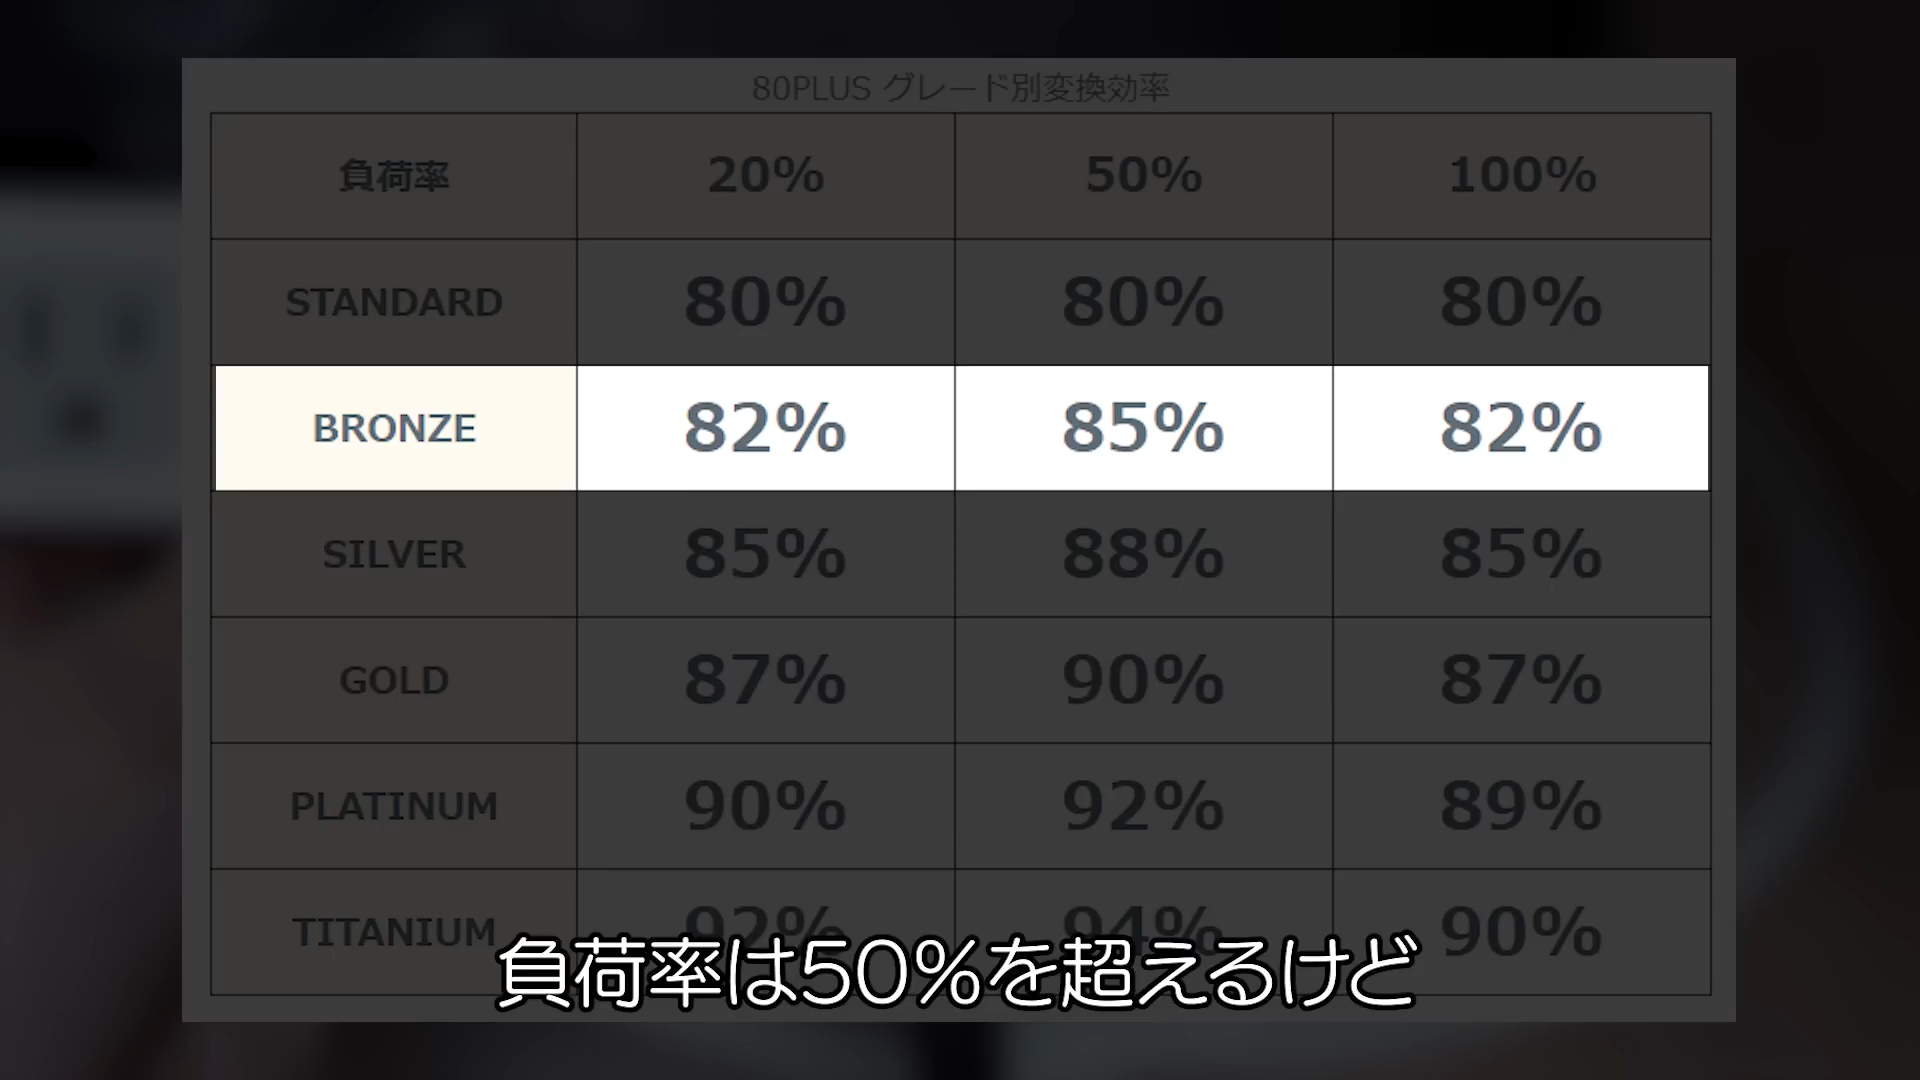 80PLUS グレード別変換効率
負荷率 20% 50% 100%
STANDARD 80% 80% 80%
BRONZE 82% 85% 82%
SILVER 85% 88% 85%
GOLD 87% 90% 87%
PLATINUM 90% 92% 89%
TITANIUM 92% 94% 90%
負荷率は50%を超えるけど